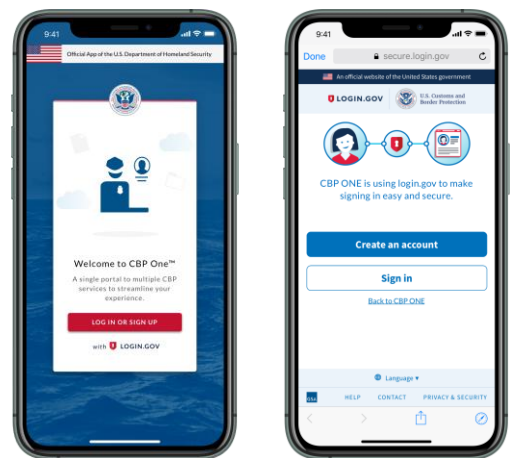 9:41
Official App of the U.S. Department of Homeland Security
Welcome to CBP One™
A single portal to multiple CBP
services to streamline your
experience.
LOG IN OR SIGN UP
with LOGIN.GOV
9:41
Done
secure.login.gov
An official website of the United States government
LOGIN.GOV
U.S. Customs and
Border Protection
CBP ONE is using login.gov to make
signing in easy and secure.
Create an account
Sign in
Back to CBP ONE
Language
GSA
HELP
CONTACT
PRIVACY & SECURITY